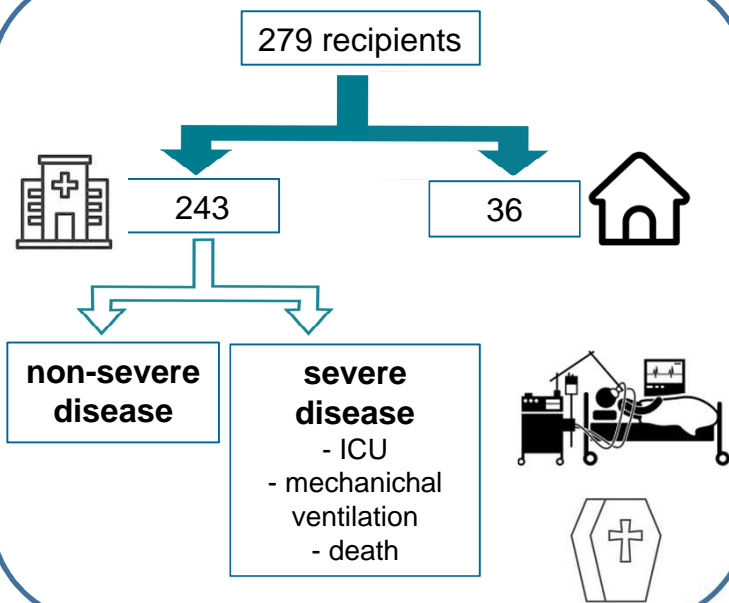 279 recipients
243
36
non-severe
disease
severe
disease
- ICU
- mechanichal
ventilation
- death